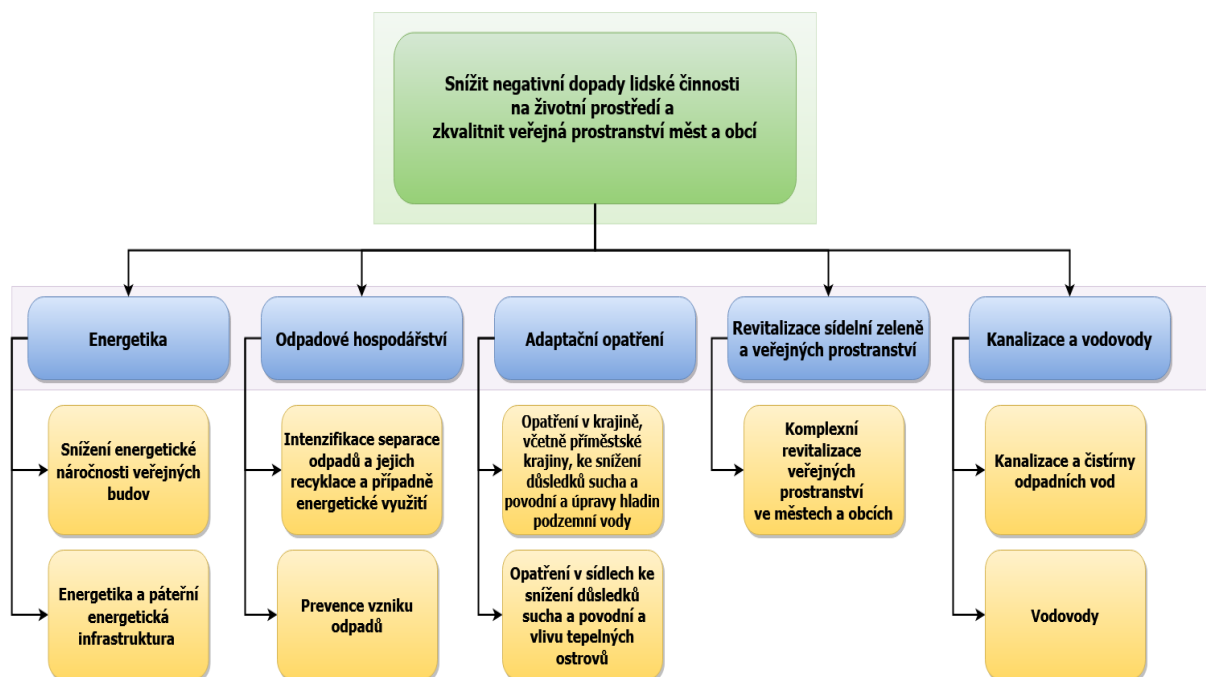 Snížit negativní dopady lidské činnosti
na životní prostředí a
zkvalitnit veřejná prostranství měst a obcí
Energetika
Odpadové hospodářství
Adaptační opatření
Revitalizace sídelní zeleně
a veřejných prostranství
Kanalizace a vodovody
Snížení energetické
náročnosti veřejných
budov
Intenzifikace separace
odpadů a jejich
recyklace a případně
energetické využití
Opatření v krajině,
včetně příměstské
krajiny, ke snížení
důsledků sucha a
povodní a úpravy hladin
podzemní vody
Komplexní
revitalizace
veřejných
prostranství
ve městech a obcích
Kanalizace a čistírny
odpadních vod
Energetika a páteřní
energetická
infrastruktura
Prevence vzniku
odpadů
Opatření v sídlech ke
snížení důsledků
sucha a povodní a
vlivu tepelných
ostrovů
Vodovody